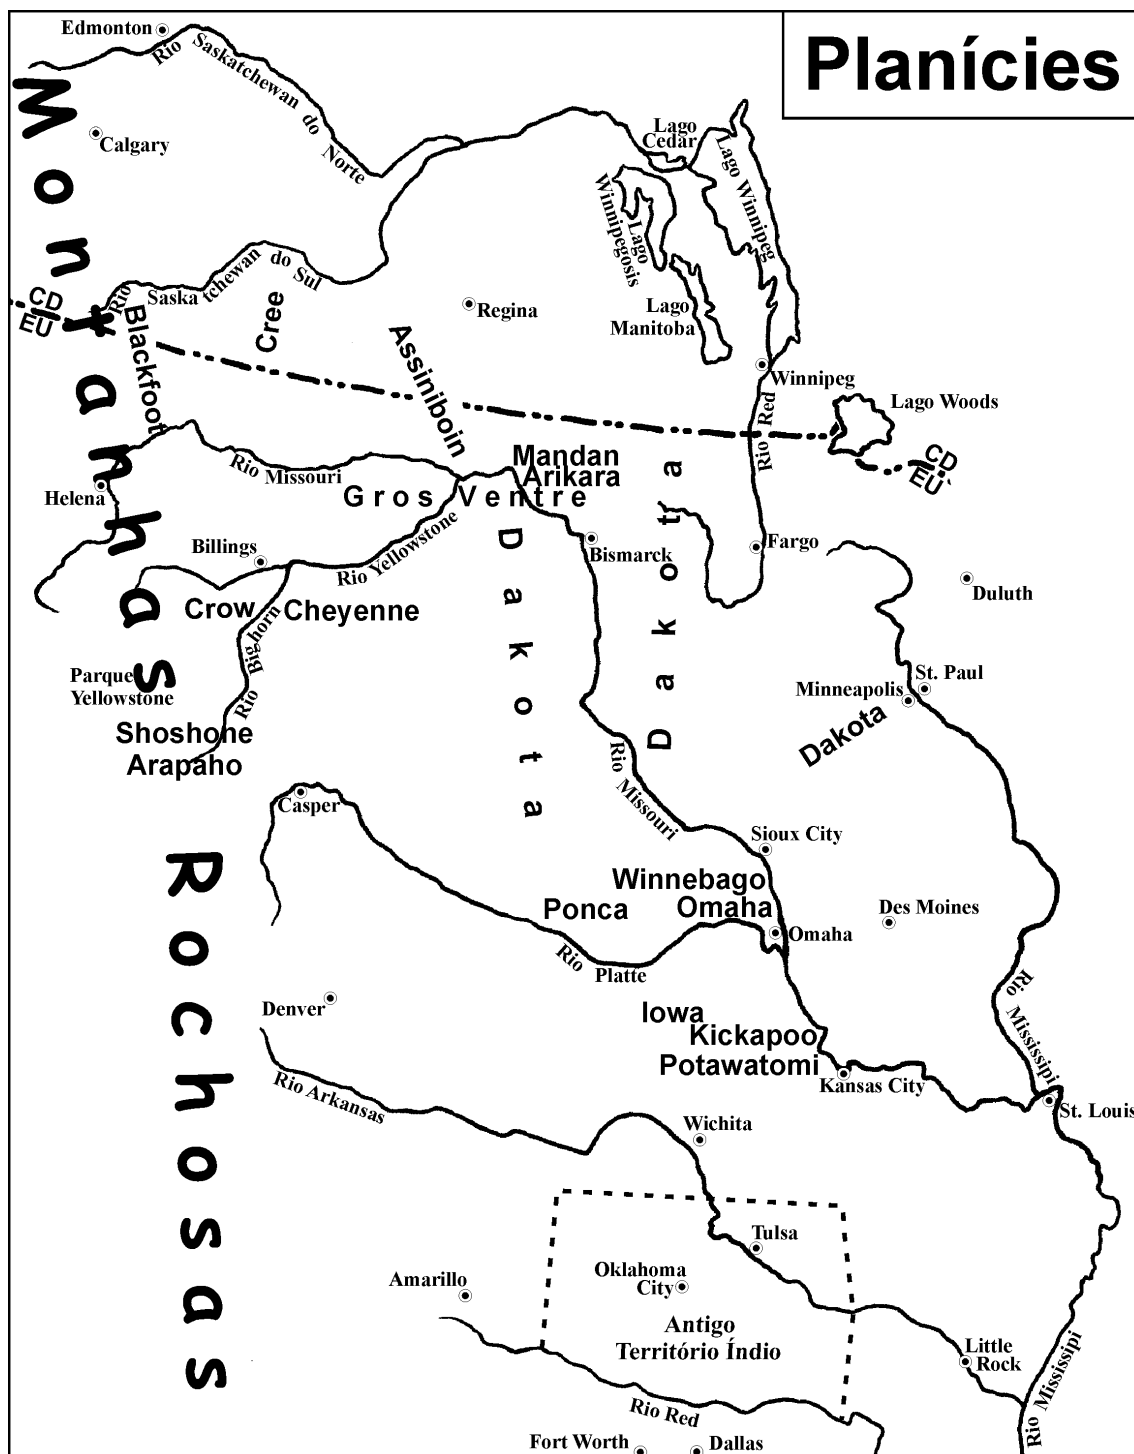 Planícies
Edmonton
Rio Saskatchewan do Norte
Calgary
Montanhas
Rochosas
Lago
Cedar
Lago Winnipeg
Lago
Winnipegosis
Lago
Manitoba
Rio Saskatchewan do Sul
CD
EU
Blackfoot
Cree
Assiniboin
Regina
Winnipeg
Lago Woods
Rio Red
CD
EU
Rio Missouri
Helena
Mandan
Arikara
Gros Ventre
Dakota
Dakota
Bismarck
Fargo
Duluth
Billings
Rio Yellowstone
Crow
Cheyenne
Rio Bighorn
Parque
Yellowstone
Shoshone
Arapaho
St. Paul
Minneapolis
Dakota
Rio Missouri
Casper
Sioux City
Winnebago
Omaha
Ponca
Omaha
Des Moines
Rio Platte
Denver
Iowa
Kickapoo
Potawatomi
Kansas City
Rio Mississipi
St. Louis
Rio Arkansas
Wichita
Tulsa
Oklahoma
City
Amarillo
Antigo
Território Índio
Little
Rock
Rio Mississipi
Rio Red
Fort Worth
Dallas